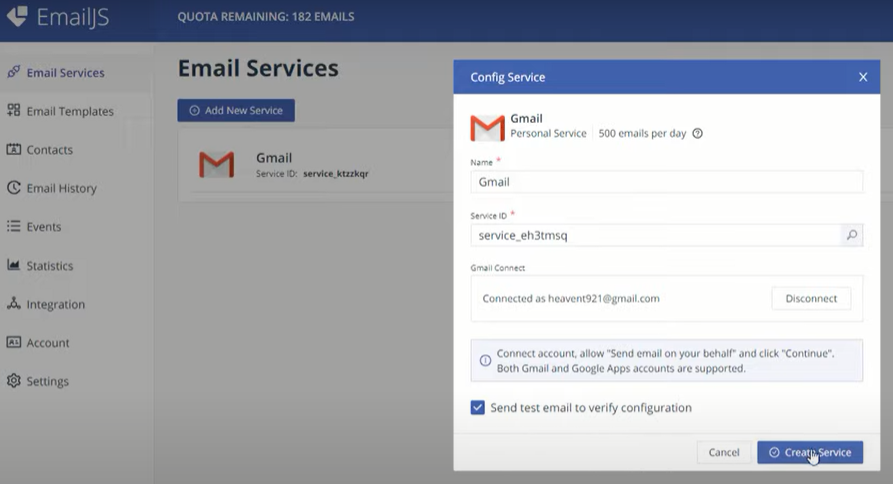 EmailJS
QUOTA REMAINING: 182 EMAILS
Email Services
Email Templates
Contacts
Email History
Events
Statistics
Integration
Account
Settings
Email Services
Add New Service
Gmail
Service ID: service_ktzzkqr
Config Service
Gmail
Personal Service 500 emails per day
Name *
Gmail
Service ID *
service_eh3tmsq
Gmail Connect
Connected as heavent921@gmail.com
Disconnect
Connect account, allow "Send email on your behalf" and click "Continue".
Both Gmail and Google Apps accounts are supported.
Send test email to verify configuration
Cancel
Create Service